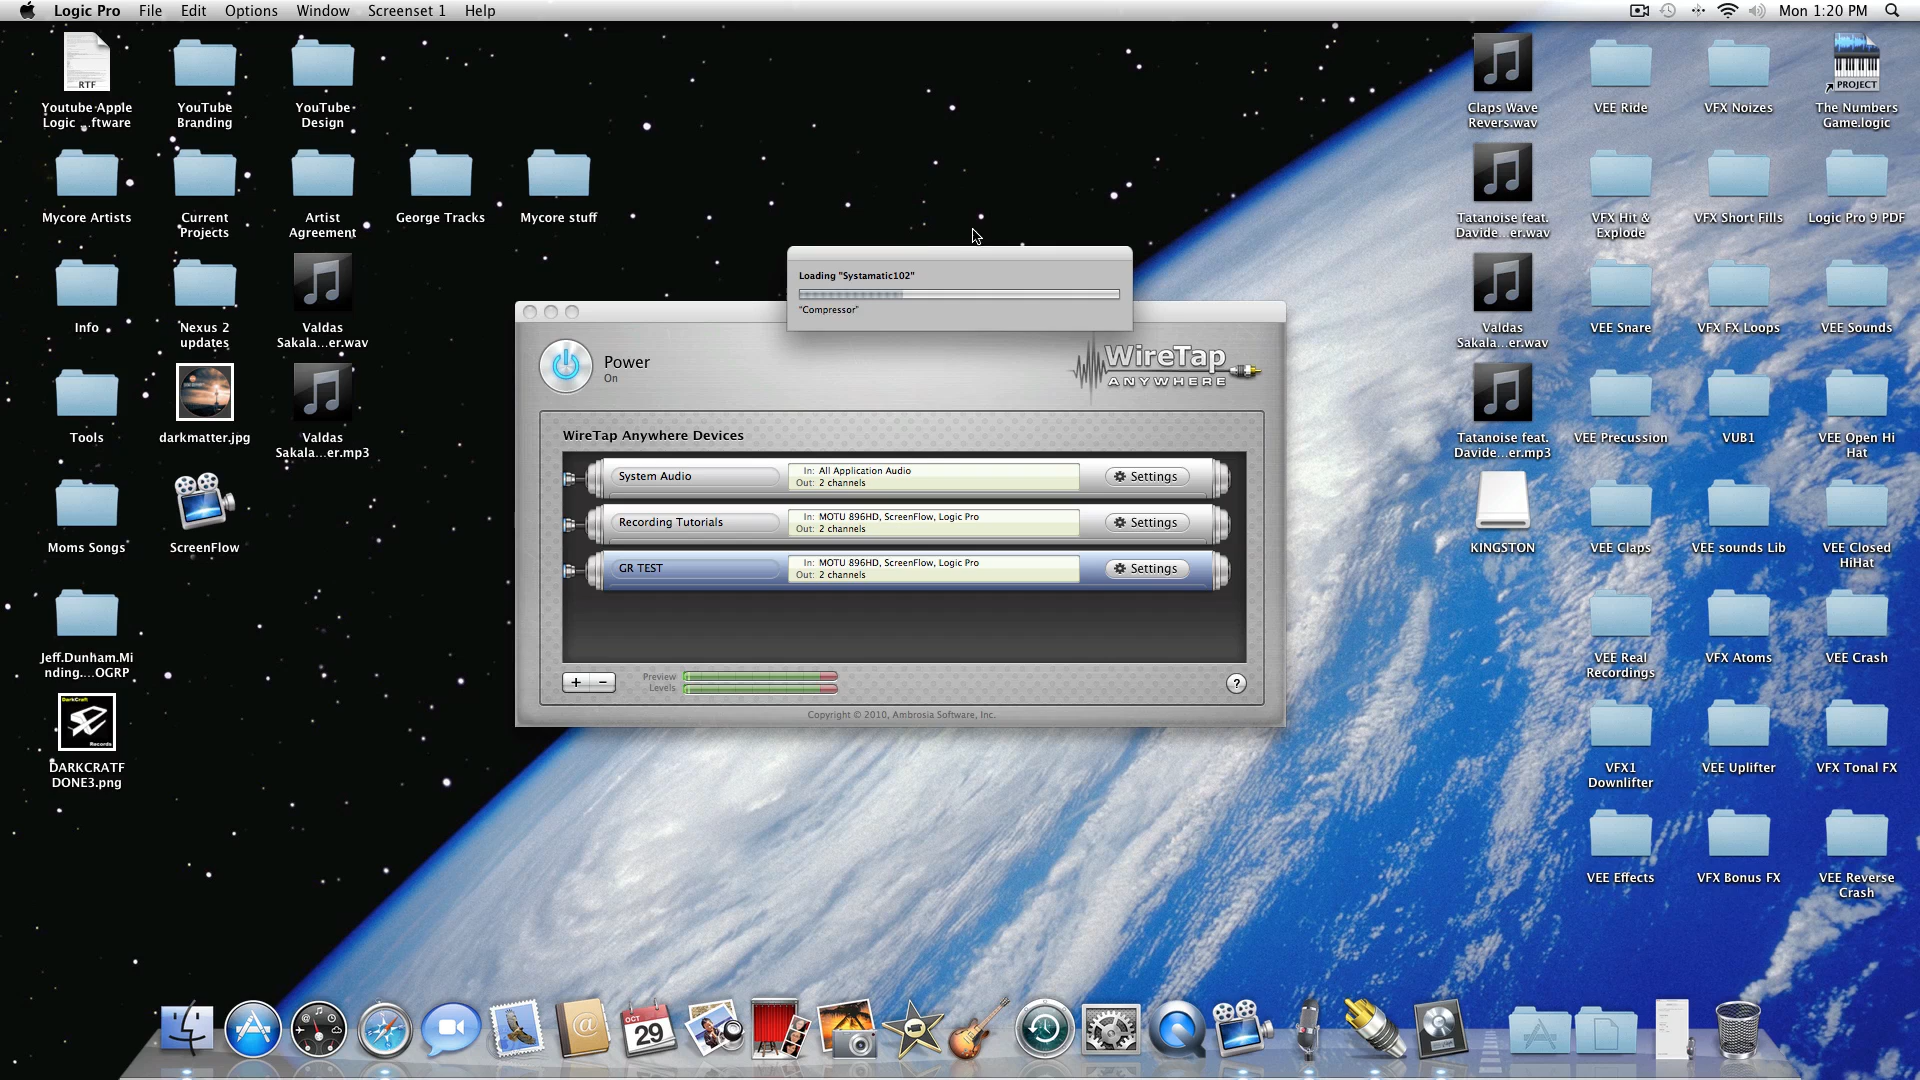 Logic Pro File Edit Options Window Screenset 1 Help
Mon 1:20 PM
RTF
Youtube Apple
Logic ...ftware
YouTube
Branding
YouTube
Design
Mycore Artists
Current
Projects
Artist
Agreement
George Tracks
Mycore stuff
Info
Nexus 2
updates
Valdas
Sakala...er.wav
Tools
darkmatter.jpg
Valdas
Sakala...er.mp3
Moms Songs
ScreenFlow
Jeff.Dunham.Mi
nding....OGRP
DarkCraft
Records
DARKCRATF
DONE3.png
Loading "Systamatic102"
"Compressor"
Power
On
WireTap
ANYWHERE
WireTap Anywhere Devices
System Audio
In: All Application Audio
Out: 2 channels
Settings
Recording Tutorials
In: MOTU 896HD, ScreenFlow, Logic Pro
Out: 2 channels
Settings
GR TEST
In: MOTU 896HD, ScreenFlow, Logic Pro
Out: 2 channels
Settings
+ −
Preview
Levels
?
Copyright © 2010, Ambrosia Software, Inc.
Claps Wave
Revers.wav
VEE Ride
VFX Noizes
PROJECT
The Numbers
Game.logic
Tatanoise feat.
Davide...er.wav
VFX Hit &
Explode
VFX Short Fills
Logic Pro 9 PDF
Valdas
Sakala...er.wav
VEE Snare
VFX FX Loops
VEE Sounds
Tatanoise feat.
Davide...er.mp3
VEE Precussion
VUB1
VEE Open Hi
Hat
KINGSTON
VEE Claps
VEE sounds Lib
VEE Closed
HiHat
VEE Real
Recordings
VFX Atoms
VEE Crash
VFX1
Downlifter
VEE Uplifter
VFX Tonal FX
VEE Effects
VFX Bonus FX
VEE Reverse
Crash
OCT
29